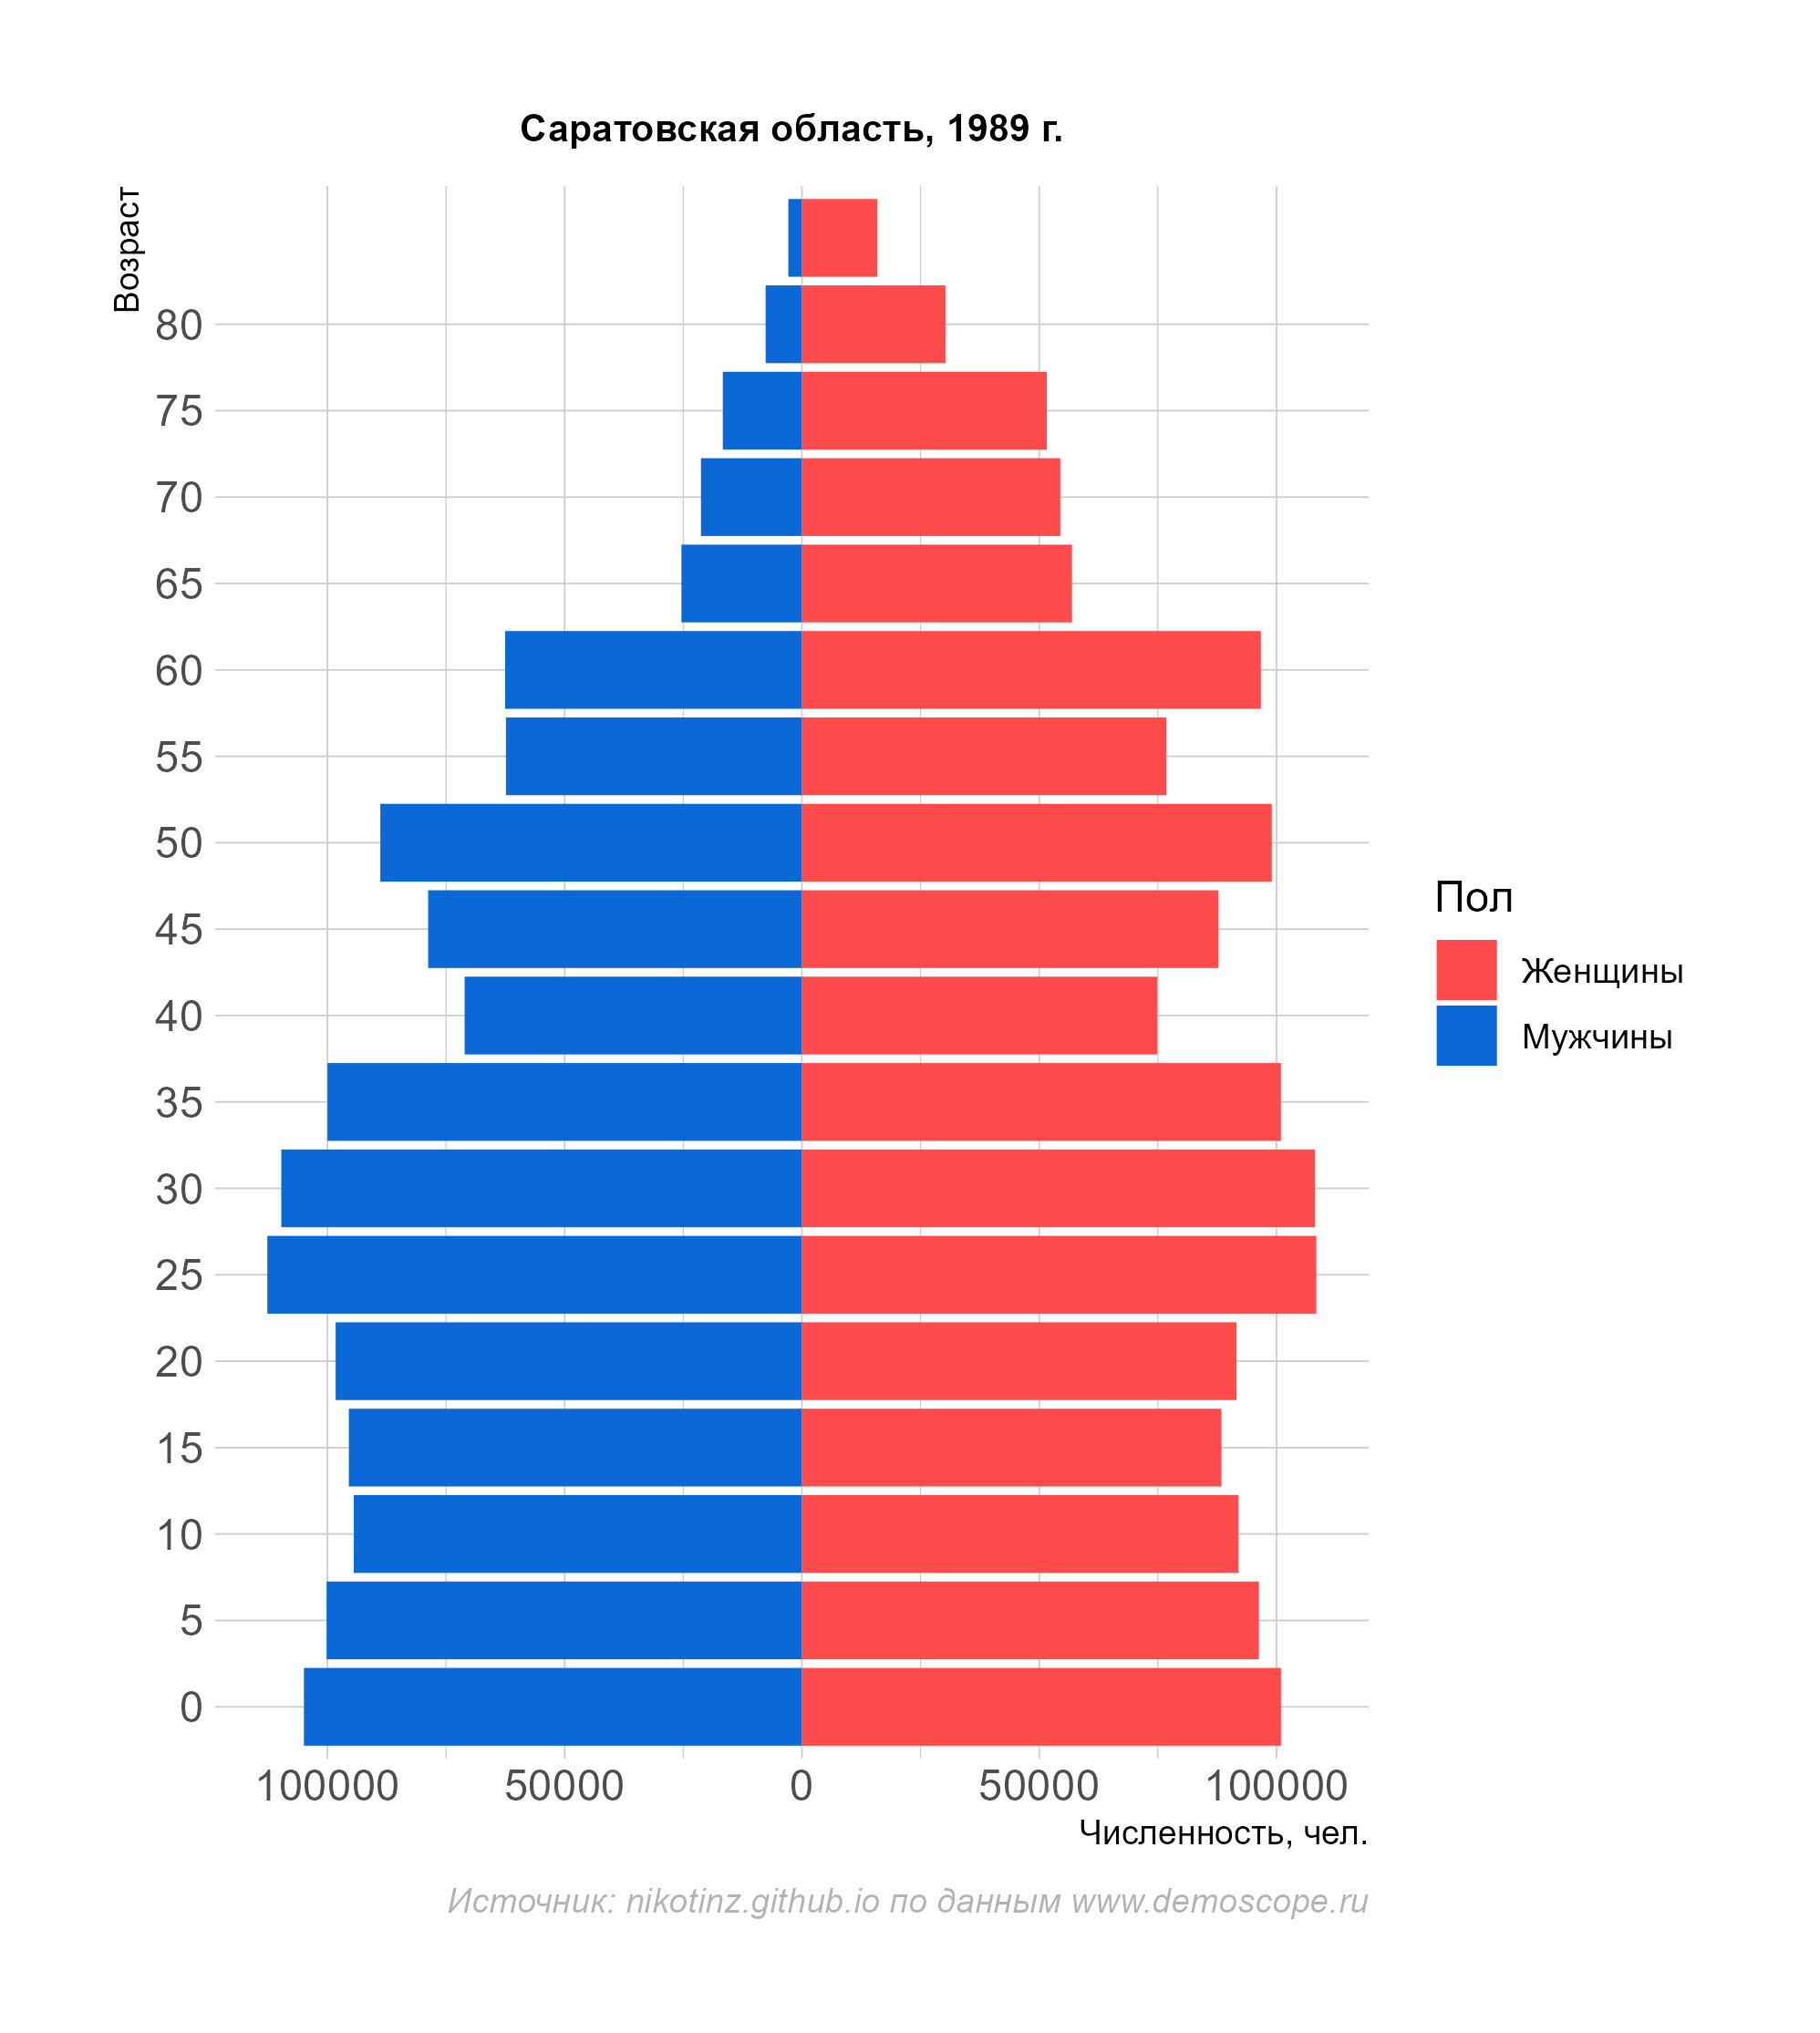 Саратовская область, 1989 г.
Возраст
80
75
70
65
60
55
50
45
40
35
30
25
20
15
10
5
0
100000 50000 0 50000 100000
Численность, чел.
Пол
Женщины
Мужчины
Источник: nikotinz.github.io по данным www.demoscope.ru